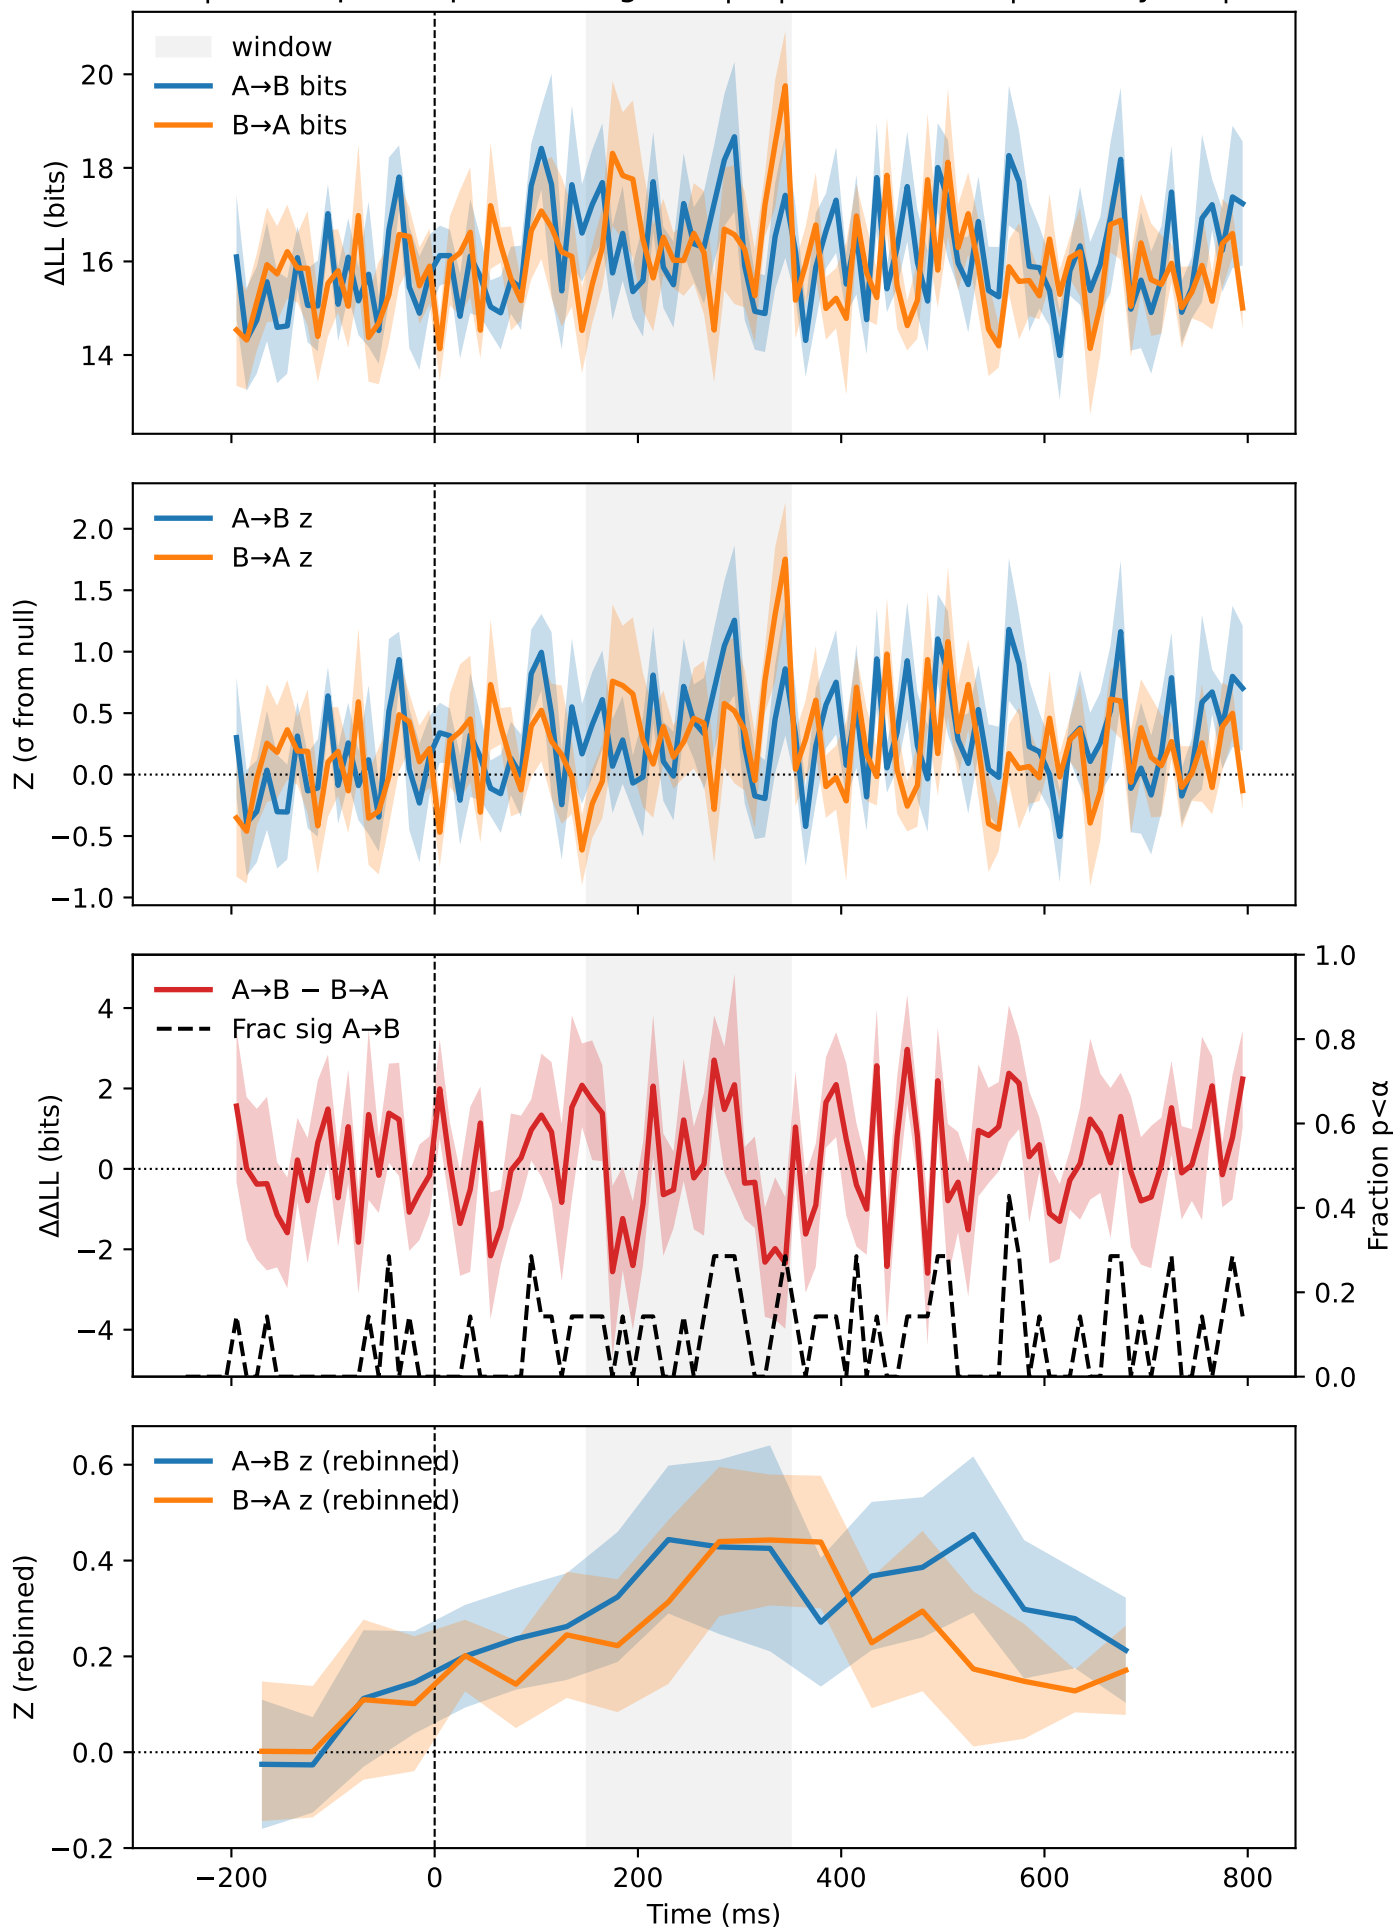 window
A→B bits
B→A bits
ΔLL (bits)
20
18
16
14
A→B z
B→A z
Z (σ from null)
2.0
1.5
1.0
0.5
0.0
−0.5
−1.0
A→B − B→A
Frac sig A→B
ΔΔLL (bits)
4
2
0
−2
−4
1.0
0.8
0.6
0.4
0.2
0.0
Fraction p<α
A→B z (rebinned)
B→A z (rebinned)
Z (rebinned)
0.6
0.4
0.2
0.0
−0.2
−200
0
200
400
600
800
Time (ms)